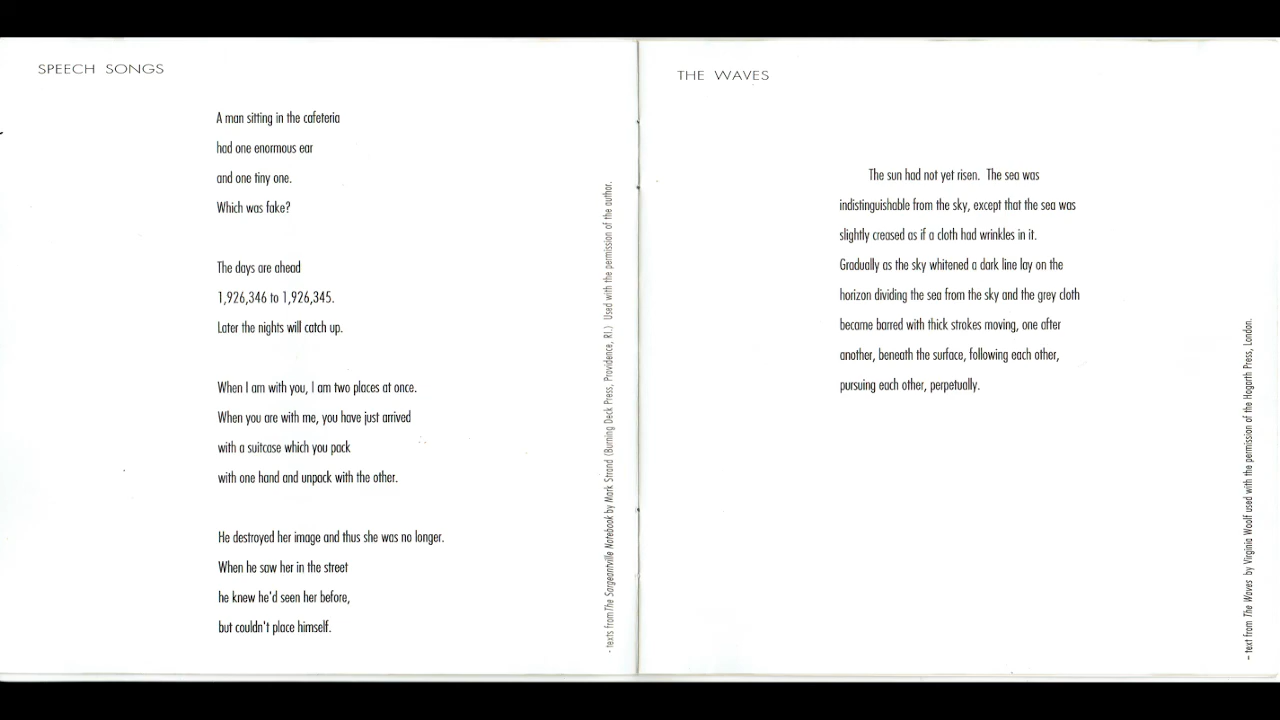 SPEECH SONGS
A man sitting in the cafeteria
had one enormous ear
and one tiny one.
Which was fake?
The days are ahead
1,926,346 to 1,926,345.
Later the nights will catch up.
When I am with you, I am two places at once.
When you are with me, you have just arrived
with a suitcase which you pack
with one hand and unpack with the other.
He destroyed her image and thus she was no longer.
When he saw her in the street
he knew he'd seen her before,
but couldn't place himself.
- texts from The Sargeantville Notebook by Mark Strand (Burning Deck Press, Providence, RI.) Used with the permission of the author.
THE WAVES
The sun had not yet risen. The sea was
indistinguishable from the sky, except that the sea was
slightly creased as if a cloth had wrinkles in it.
Gradually as the sky whitened a dark line lay on the
horizon dividing the sea from the sky and the grey cloth
became barred with thick strokes moving, one after
another, beneath the surface, following each other,
pursuing each other, perpetually.
– text from The Waves by Virginia Woolf used with the permission of the Hogarth Press, London.